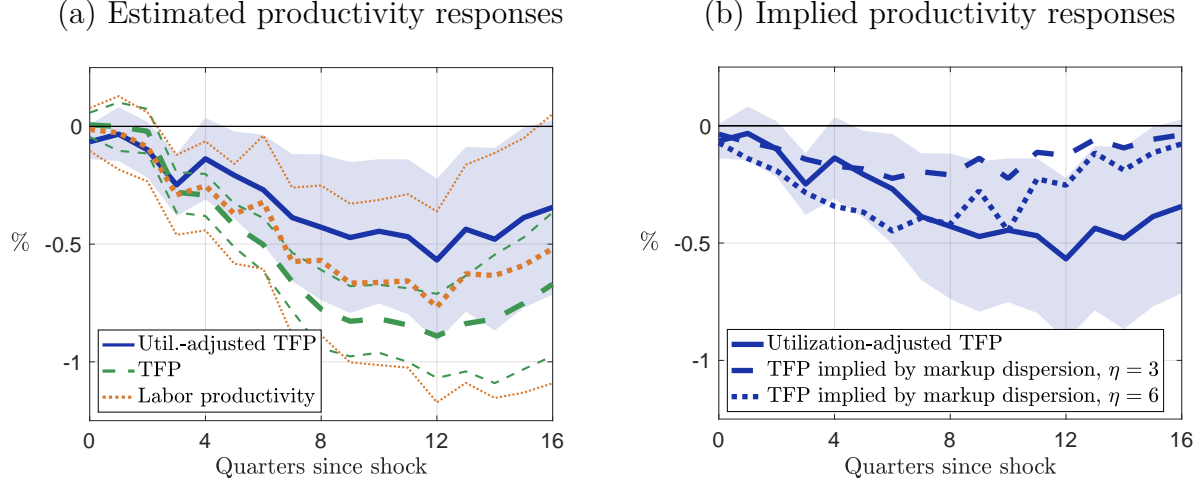 (a) Estimated productivity responses
0
-0.5
-1
%
0
4
8
12
16
Quarters since shock
Util.-adjusted TFP
TFP
Labor productivity
(b) Implied productivity responses
0
-0.5
-1
%
0
4
8
12
16
Quarters since shock
Utilization-adjusted TFP
TFP implied by markup dispersion, η = 3
TFP implied by markup dispersion, η = 6